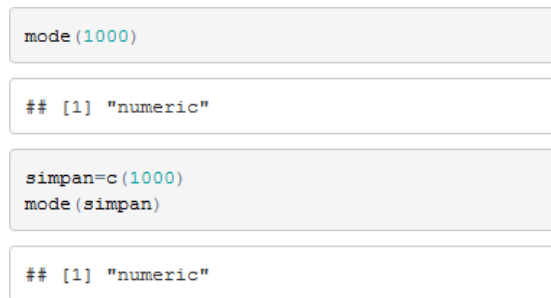 mode(1000)
## [1] "numeric"
simpan=c(1000)
mode(simpan)
## [1] "numeric"